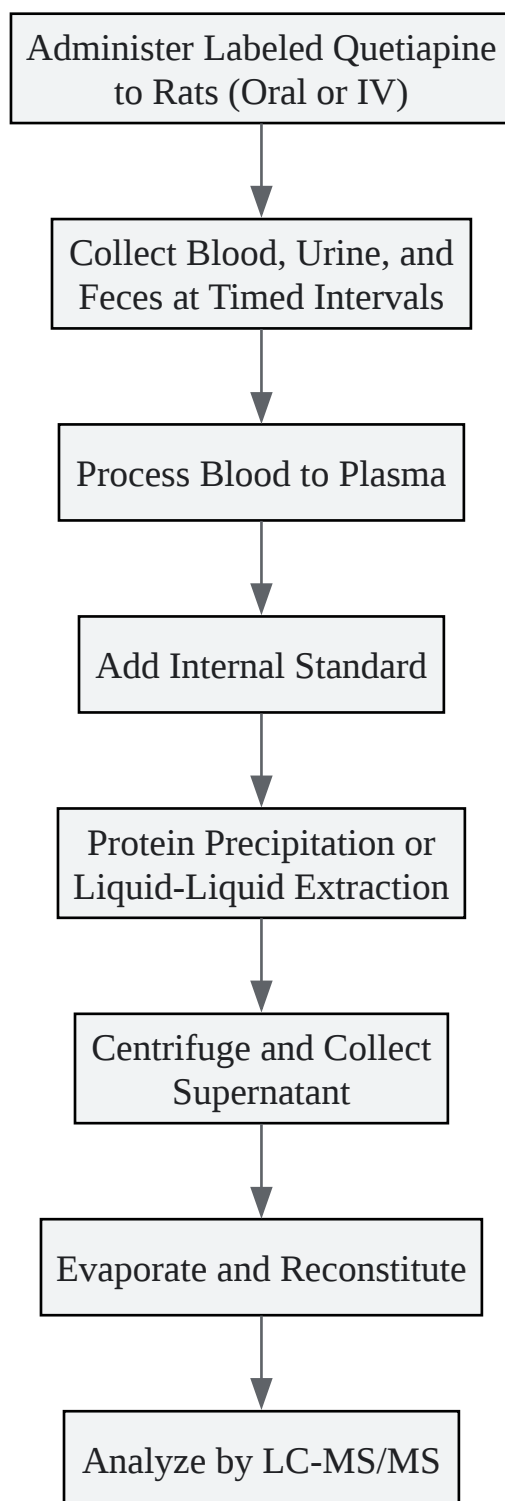 Administer Labeled Quetiapine
to Rats (Oral or IV)
Collect Blood, Urine, and
Feces at Timed Intervals
Process Blood to Plasma
Add Internal Standard
Protein Precipitation or
Liquid-Liquid Extraction
Centrifuge and Collect
Supernatant
Evaporate and Reconstitute
Analyze by LC-MS/MS